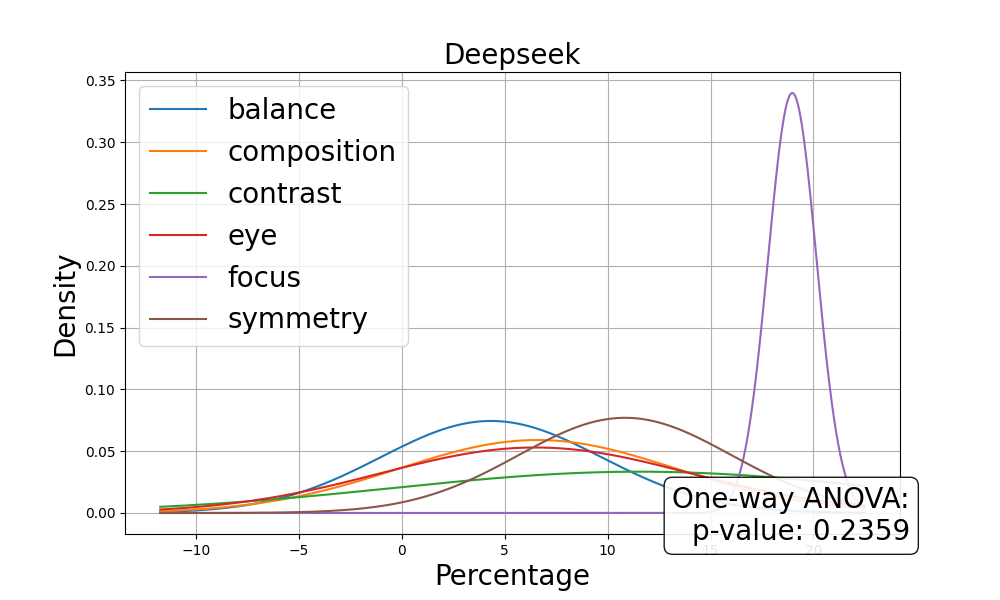 Deepseek
0.35
0.30
0.25
0.20
0.15
0.10
0.05
0.00
Density
balance
composition
contrast
eye
focus
symmetry
One-way ANOVA:
p-value: 0.2359
−10
−5
0
5
10
15
20
Percentage